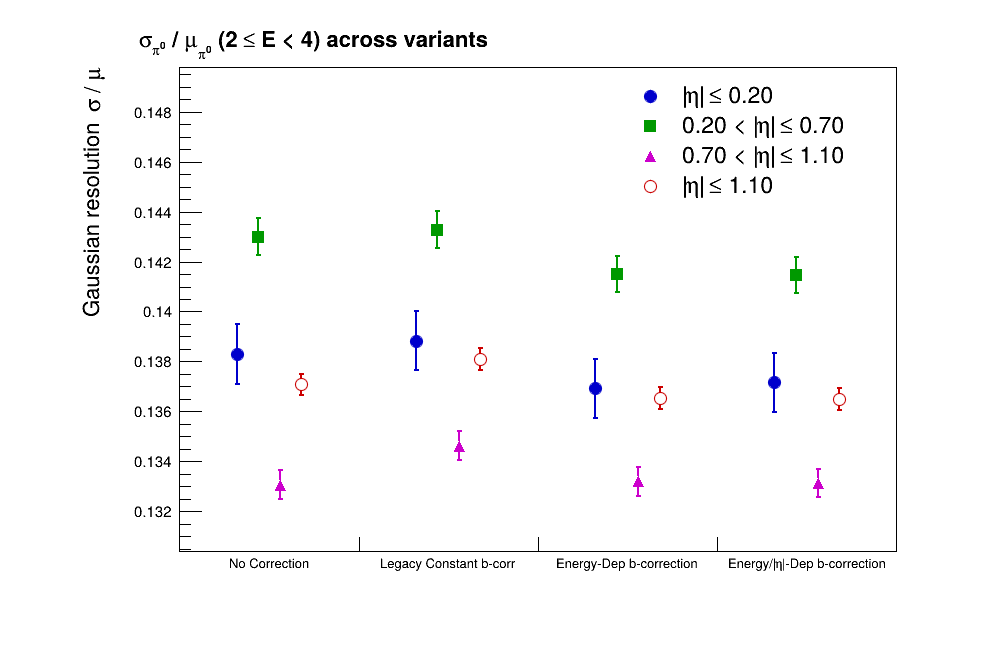 σπ⁰ / μπ⁰ (2 ≤ E < 4) across variants
Gaussian resolution σ / μ
|η| ≤ 0.20
0.20 < |η| ≤ 0.70
0.70 < |η| ≤ 1.10
|η| ≤ 1.10
0.148
0.146
0.144
0.142
0.14
0.138
0.136
0.134
0.132
No Correction
Legacy Constant b-corr
Energy-Dep b-correction
Energy/|η|-Dep b-correction